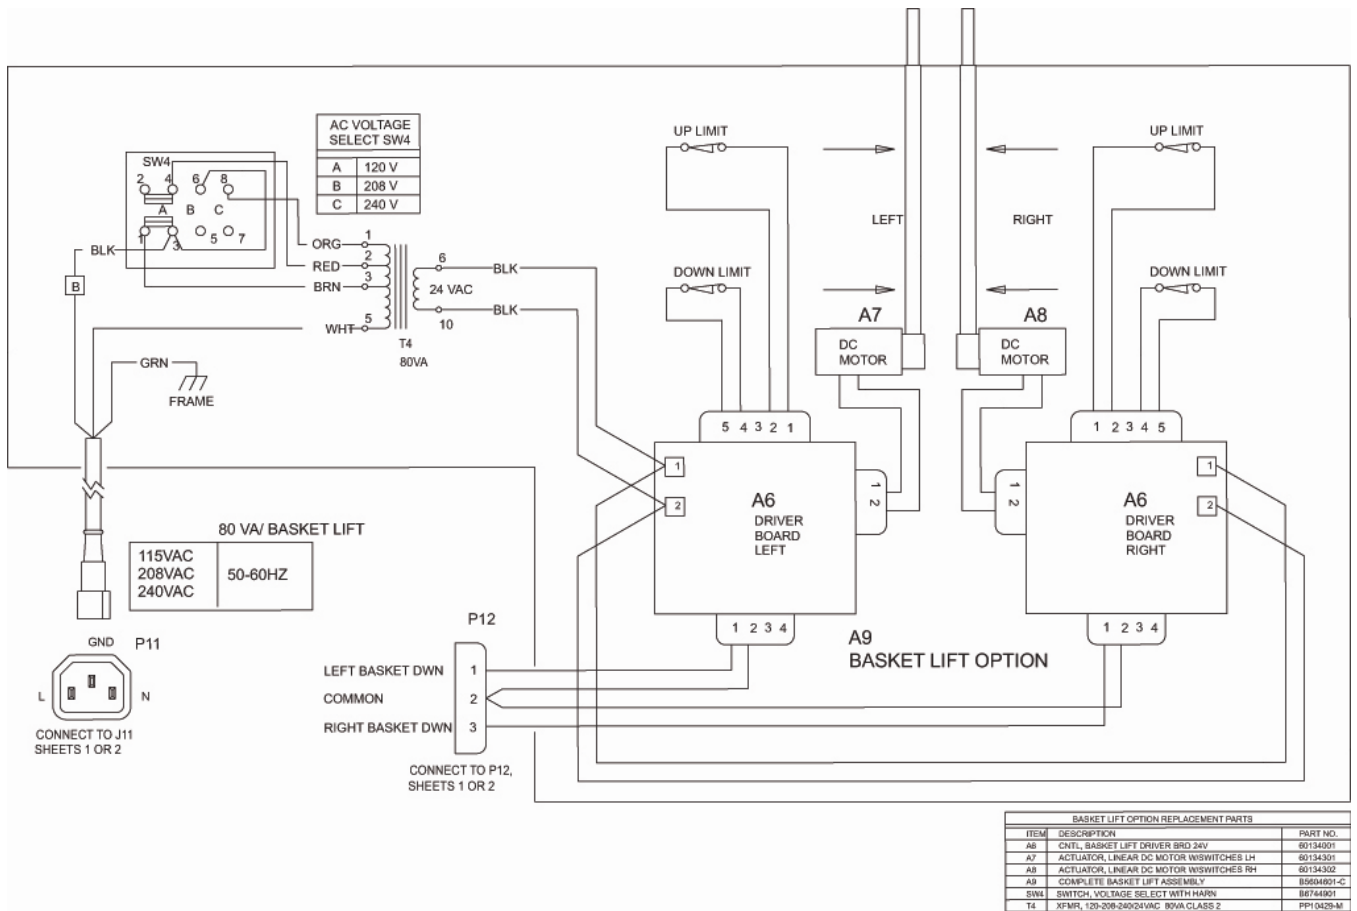 UP LIMIT
UP LIMIT
AC VOLTAGE
SELECT SW4
A 120 V
B 208 V
C 240 V
SW4
2 4 6 8
A B C
1 3 5 7
LEFT
RIGHT
BLK
B
ORG 1
RED 2
BRN 3
WHT 5
6
24 VAC
10
BLK
BLK
T4
80VA
DOWN LIMIT
DOWN LIMIT
A7
A8
DC
MOTOR
DC
MOTOR
GRN
FRAME
5 4 3 2 1
1 2 3 4 5
1
2
A6
DRIVER
BOARD
LEFT
1
2
1
2
A6
DRIVER
BOARD
RIGHT
1
2
80 VA/ BASKET LIFT
115VAC
208VAC
240VAC
50-60HZ
1 2 3 4
1 2 3 4
P12
A9
BASKET LIFT OPTION
GND
P11
L
N
CONNECT TO J11
SHEETS 1 OR 2
LEFT BASKET DWN 1
COMMON 2
RIGHT BASKET DWN 3
CONNECT TO P12,
SHEETS 1 OR 2
BASKET LIFT OPTION REPLACEMENT PARTS
ITEM DESCRIPTION PART NO.
A6 CNTL, BASKET LIFT DRIVER BRD 24V 60134001
A7 ACTUATOR, LINEAR DC MOTOR W/SWITCHES LH 60134301
A8 ACTUATOR, LINEAR DC MOTOR W/SWITCHES RH 60134302
A9 COMPLETE BASKET LIFT ASSEMBLY B5604601-C
SW4 SWITCH, VOLTAGE SELECT WITH HARN B6744901
T4 XFMR, 120-208-240/24VAC 80VA CLASS 2 PP10429-M